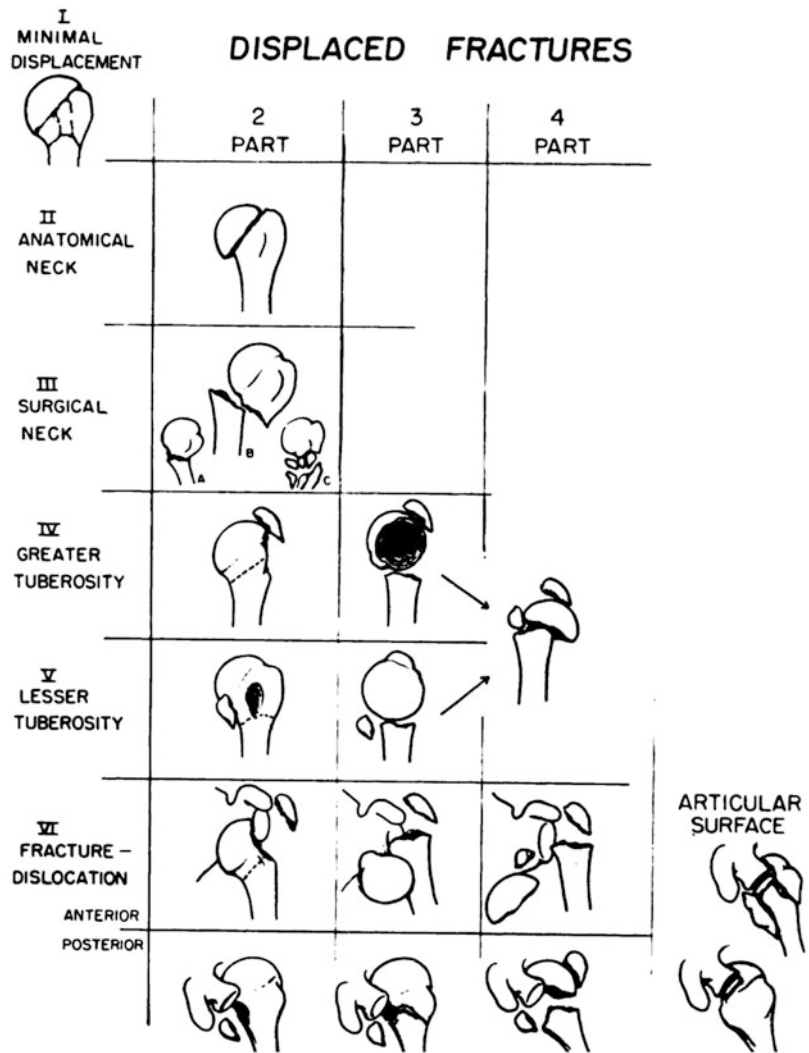 I
MINIMAL
DISPLACEMENT
DISPLACED FRACTURES
2
PART
3
PART
4
PART
II
ANATOMICAL
NECK
III
SURGICAL
NECK
A
B
C
IV
GREATER
TUBEROSITY
V
LESSER
TUBEROSITY
VI
FRACTURE –
DISLOCATION
ANTERIOR
POSTERIOR
ARTICULAR
SURFACE